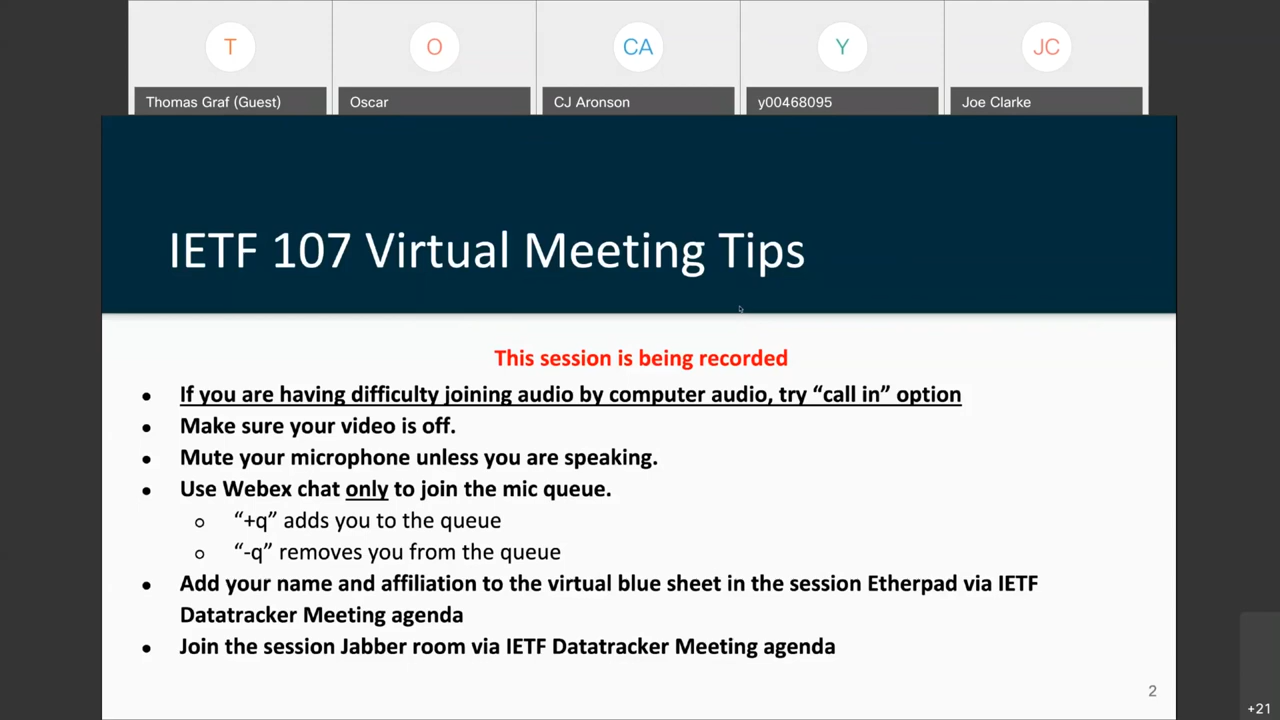 T
O
CA
Y
JC
Thomas Graf (Guest)
Oscar
CJ Aronson
y00468095
Joe Clarke
IETF 107 Virtual Meeting Tips
This session is being recorded
● If you are having difficulty joining audio by computer audio, try “call in” option
● Make sure your video is off.
● Mute your microphone unless you are speaking.
● Use Webex chat only to join the mic queue.
○ “+q” adds you to the queue
○ “-q” removes you from the queue
● Add your name and affiliation to the virtual blue sheet in the session Etherpad via IETF
Datatracker Meeting agenda
● Join the session Jabber room via IETF Datatracker Meeting agenda
2
+21